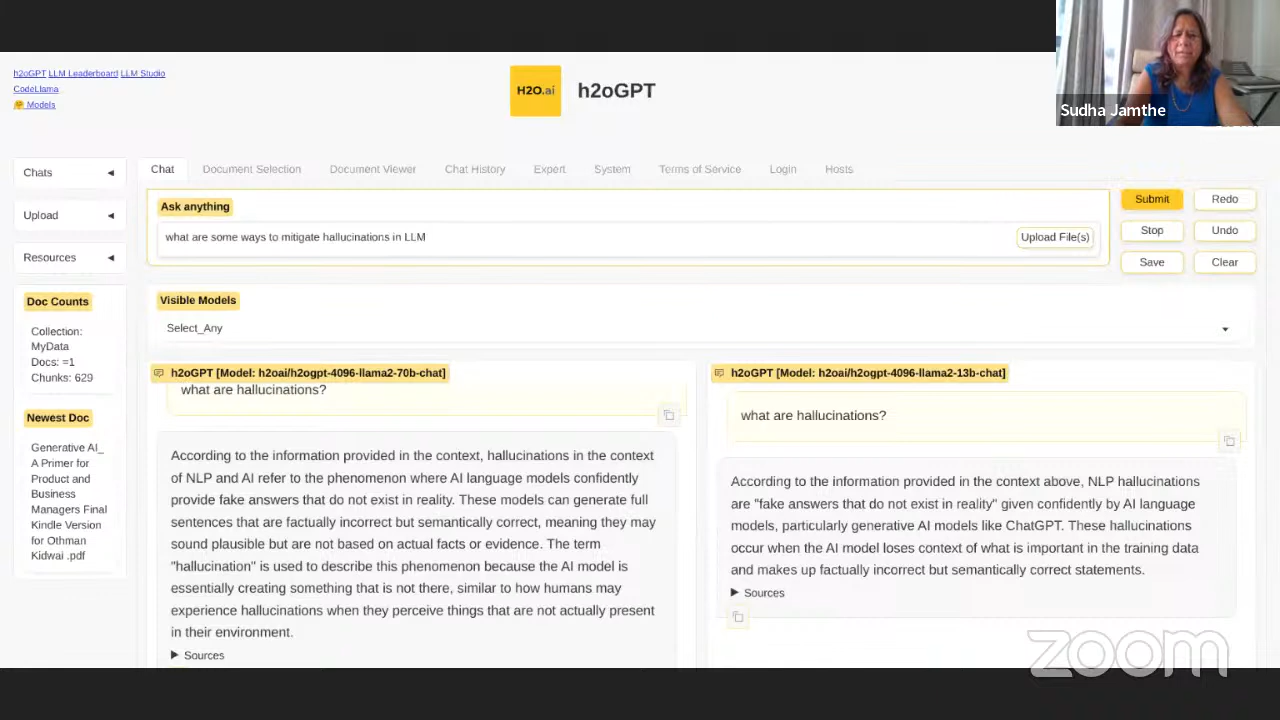 h2oGPT LLM Leaderboard LLM Studio
CodeLlama
🤗 Models
H2O.ai
h2oGPT
Sudha Jamthe
Chats
Upload
Resources
Doc Counts
Collection:
MyData
Docs: =1
Chunks: 629
Newest Doc
Generative AI_
A Primer for
Product and
Business
Managers Final
Kindle Version
for Othman
Kidwai .pdf
Chat
Document Selection
Document Viewer
Chat History
Expert
System
Terms of Service
Login
Hosts
Ask anything
what are some ways to mitigate hallucinations in LLM
Upload File(s)
Submit
Redo
Stop
Undo
Save
Clear
Visible Models
Select_Any
h2oGPT [Model: h2oai/h2ogpt-4096-llama2-70b-chat]
what are hallucinations?
According to the information provided in the context, hallucinations in the context
of NLP and AI refer to the phenomenon where AI language models confidently
provide fake answers that do not exist in reality. These models can generate full
sentences that are factually incorrect but semantically correct, meaning they may
sound plausible but are not based on actual facts or evidence. The term
"hallucination" is used to describe this phenomenon because the AI model is
essentially creating something that is not there, similar to how humans may
experience hallucinations when they perceive things that are not actually present
in their environment.
Sources
h2oGPT [Model: h2oai/h2ogpt-4096-llama2-13b-chat]
what are hallucinations?
According to the information provided in the context above, NLP hallucinations
are "fake answers that do not exist in reality" given confidently by AI language
models, particularly generative AI models like ChatGPT. These hallucinations
occur when the AI model loses context of what is important in the training data
and makes up factually incorrect but semantically correct statements.
Sources
zoom